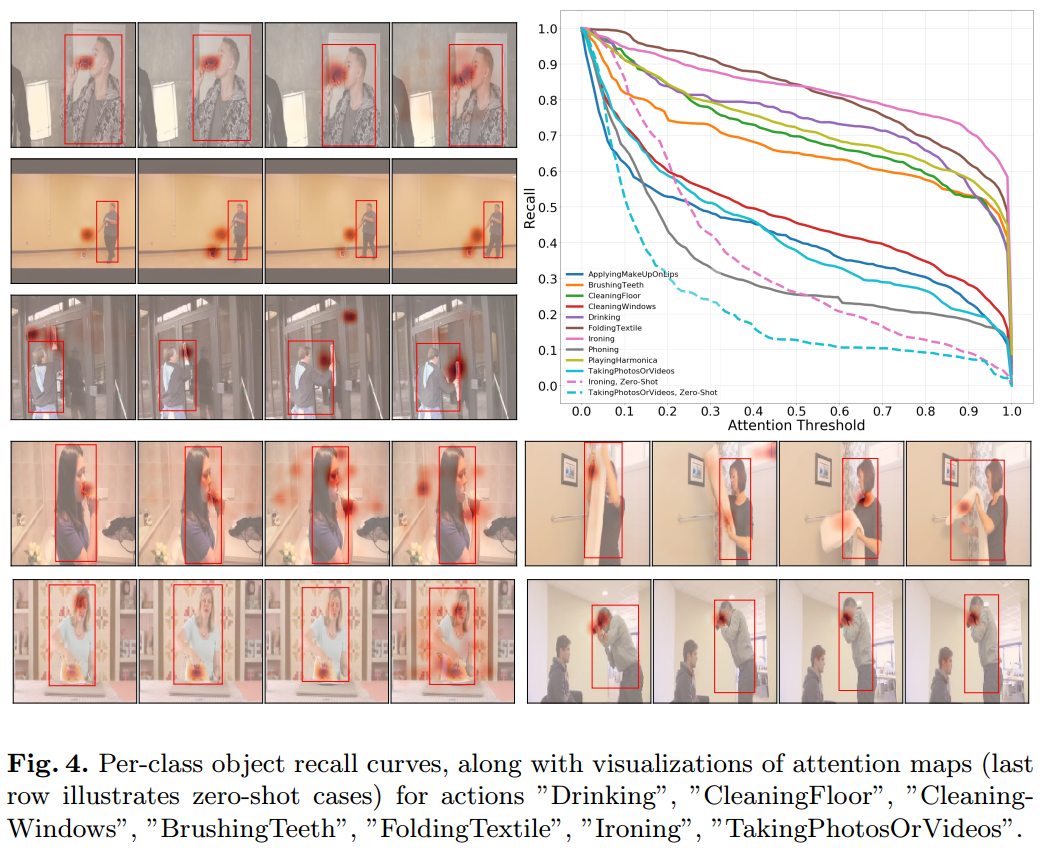 1.0
0.9
0.8
0.7
0.6
0.5
0.4
0.3
0.2
0.1
0.0
Recall
ApplyingMakeUpOnLips
BrushingTeeth
CleaningFloor
CleaningWindows
Drinking
FoldingTextile
Ironing
Phoning
PlayingHarmonica
TakingPhotosOrVideos
Ironing, Zero-Shot
TakingPhotosOrVideos, Zero-Shot
0.0 0.1 0.2 0.3 0.4 0.5 0.6 0.7 0.8 0.9 1.0
Attention Threshold
Fig. 4. Per-class object recall curves, along with visualizations of attention maps (last
row illustrates zero-shot cases) for actions ”Drinking”, ”CleaningFloor”, ”Cleaning-
Windows”, ”BrushingTeeth”, ”FoldingTextile”, ”Ironing”, ”TakingPhotosOrVideos”.